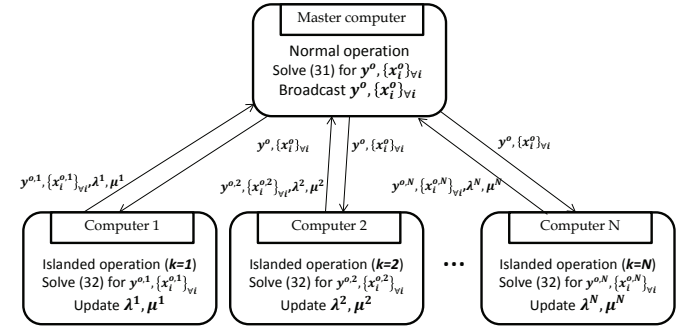 Master computer
Normal operation
Solve (31) for y^o, {x_i^o}_∀i
Broadcast y^o, {x_i^o}_∀i
y^o, {x_i^o}_∀i
y^o, {x_i^o}_∀i
y^o, {x_i^o}_∀i
y^{o,1}, {x_i^{o,1}}_∀i, λ^1, μ^1
y^{o,2}, {x_i^{o,2}}_∀i, λ^2, μ^2
y^{o,N}, {x_i^{o,N}}_∀i, λ^N, μ^N
Computer 1
Islanded operation (k=1)
Solve (32) for y^{o,1}, {x_i^{o,1}}_∀i
Update λ^1, μ^1
Computer 2
Islanded operation (k=2)
Solve (32) for y^{o,2}, {x_i^{o,2}}_∀i
Update λ^2, μ^2
...
Computer N
Islanded operation (k=N)
Solve (32) for y^{o,N}, {x_i^{o,N}}_∀i
Update λ^N, μ^N